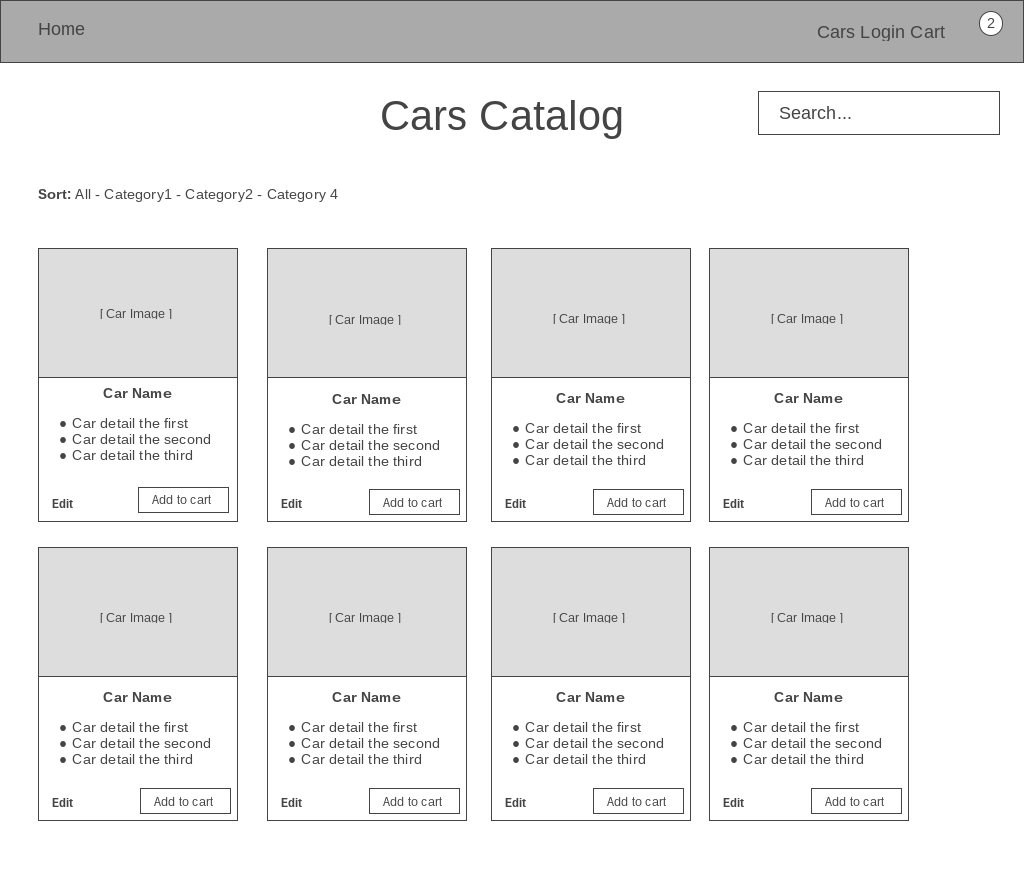 Home
Cars Login Cart
2
Cars Catalog
Search...
Sort: All - Category1 - Category2 - Category 4
[ Car Image ]
Car Name
● Car detail the first
● Car detail the second
● Car detail the third
Edit
Add to cart
[ Car Image ]
Car Name
● Car detail the first
● Car detail the second
● Car detail the third
Edit
Add to cart
[ Car Image ]
Car Name
● Car detail the first
● Car detail the second
● Car detail the third
Edit
Add to cart
[ Car Image ]
Car Name
● Car detail the first
● Car detail the second
● Car detail the third
Edit
Add to cart
[ Car Image ]
Car Name
● Car detail the first
● Car detail the second
● Car detail the third
Edit
Add to cart
[ Car Image ]
Car Name
● Car detail the first
● Car detail the second
● Car detail the third
Edit
Add to cart
[ Car Image ]
Car Name
● Car detail the first
● Car detail the second
● Car detail the third
Edit
Add to cart
[ Car Image ]
Car Name
● Car detail the first
● Car detail the second
● Car detail the third
Edit
Add to cart